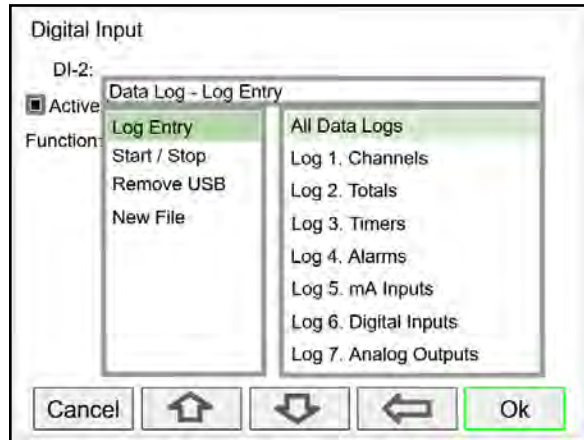 Digital Input
DI-2:
Data Log - Log Entry
Active
Function:
Log Entry
Start / Stop
Remove USB
New File
All Data Logs
Log 1. Channels
Log 2. Totals
Log 3. Timers
Log 4. Alarms
Log 5. mA Inputs
Log 6. Digital Inputs
Log 7. Analog Outputs
Cancel
Ok